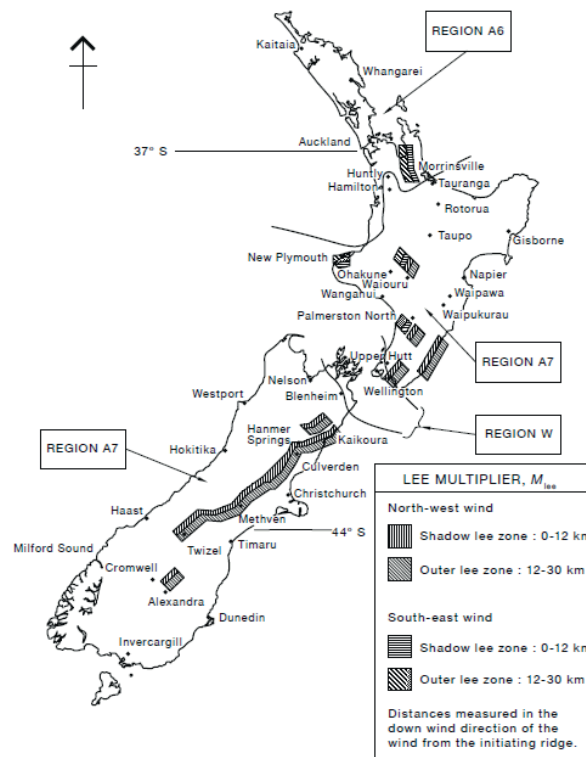 REGION A6
Kaitaia
Whangarei
Auckland
37° S
Morrinsville
Huntly
Tauranga
Hamilton
Rotorua
Taupo
Gisborne
New Plymouth
Ohakune
Napier
Waiouru
Wanganui
Waipawa
Waipukurau
Palmerston North
Upper Hutt
REGION A7
Nelson
Wellington
Blenheim
Westport
Hanmer
Springs
Kaikoura
REGION W
REGION A7
Hokitika
Culverden
Christchurch
Haast
Methven
44° S
Milford Sound
Twizel
Timaru
Cromwell
Alexandra
Dunedin
Invercargill
LEE MULTIPLIER, Mlee
North-west wind
Shadow lee zone : 0-12 km
Outer lee zone : 12-30 km
South-east wind
Shadow lee zone : 0-12 km
Outer lee zone : 12-30 km
Distances measured in the
down wind direction of the
wind from the initiating ridge.